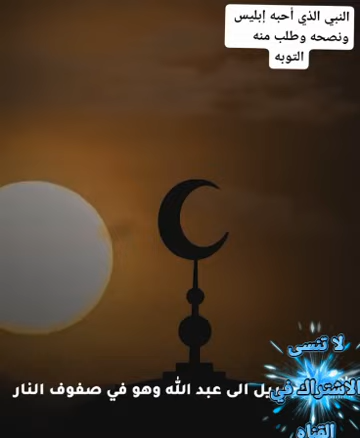 النبي الذي أحبه إبليس
ونصحه وطلب منه
التوبه
الى عبد الله وهو في صفوف النار
لا تنسى
الاشتراك في
القناه